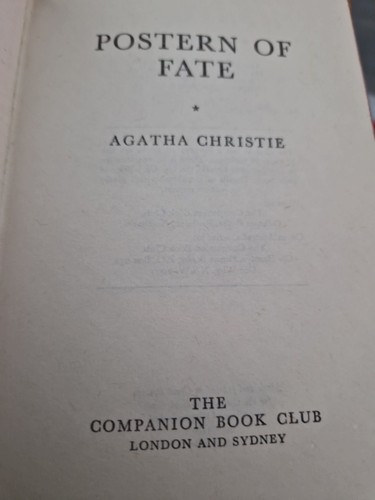 POSTERN OF
FATE
*
AGATHA CHRISTIE
THE
COMPANION BOOK CLUB
LONDON AND SYDNEY